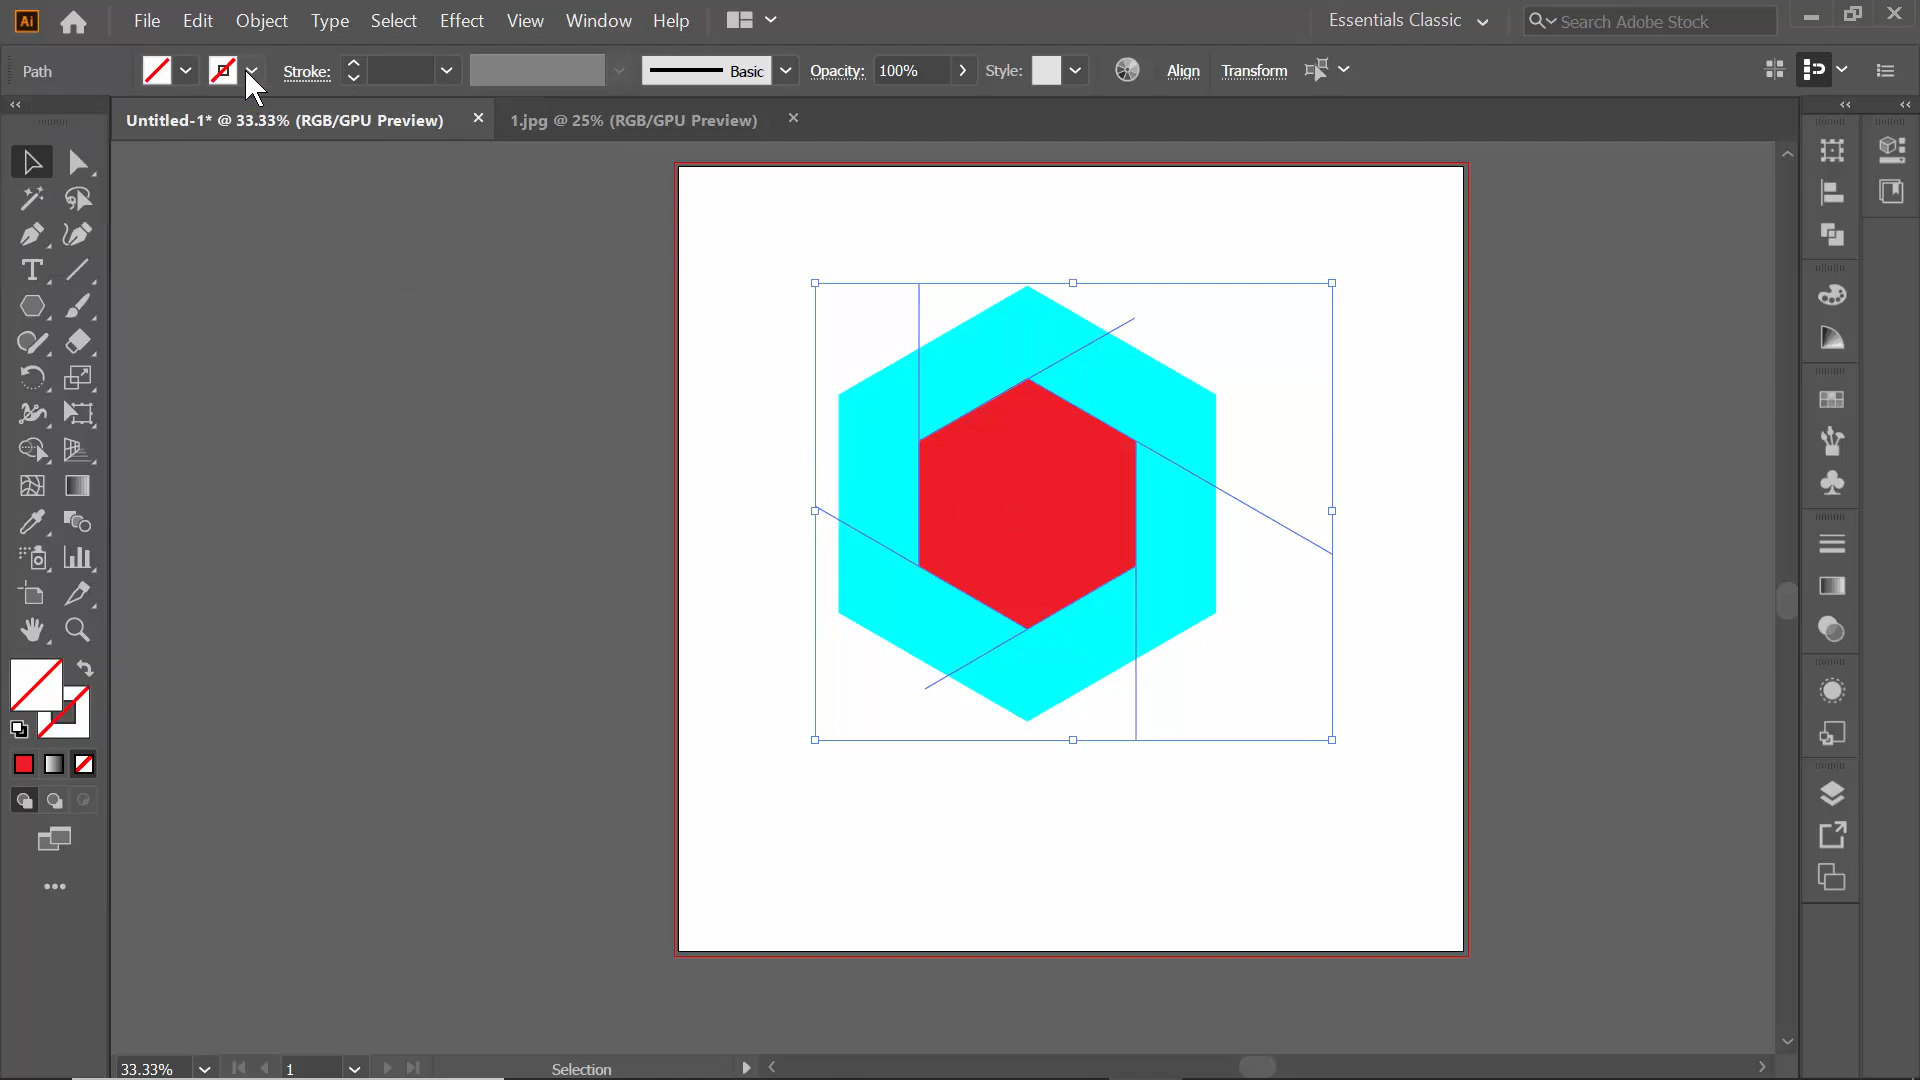 Ai File Edit Object Type Select Effect View Window Help Essentials Classic Search Adobe Stock
Path Stroke: Basic Opacity: 100% Style: Align Transform
Untitled-1* @ 33.33% (RGB/GPU Preview) 1.jpg @ 25% (RGB/GPU Preview)
33.33% 1 Selection